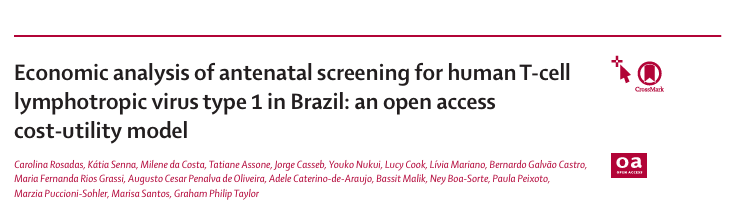 Economic analysis of antenatal screening for human T-cell
lymphotropic virus type 1 in Brazil: an open access
cost-utility model
CrossMark
Carolina Rosadas, Kátia Senna, Milene da Costa, Tatiane Assone, Jorge Casseb, Youko Nukui, Lucy Cook, Lívia Mariano, Bernardo Galvão Castro,
Maria Fernanda Rios Grassi, Augusto Cesar Penalva de Oliveira, Adele Caterino-de-Araujo, Bassit Malik, Ney Boa-Sorte, Paula Peixoto,
Marzia Puccioni-Sohler, Marisa Santos, Graham Philip Taylor
oa
OPEN ACCESS